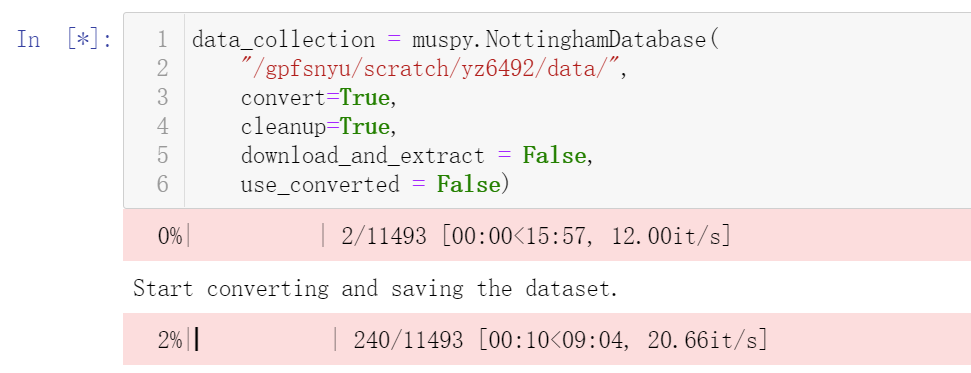 In [*]:
1 data_collection = muspy.NottinghamDatabase(
2 "/gpfsnyu/scratch/yz6492/data/",
3 convert=True,
4 cleanup=True,
5 download_and_extract = False,
6 use_converted = False)
0%| | 2/11493 [00:00<15:57, 12.00it/s]
Start converting and saving the dataset.
2%| | 240/11493 [00:10<09:04, 20.66it/s]